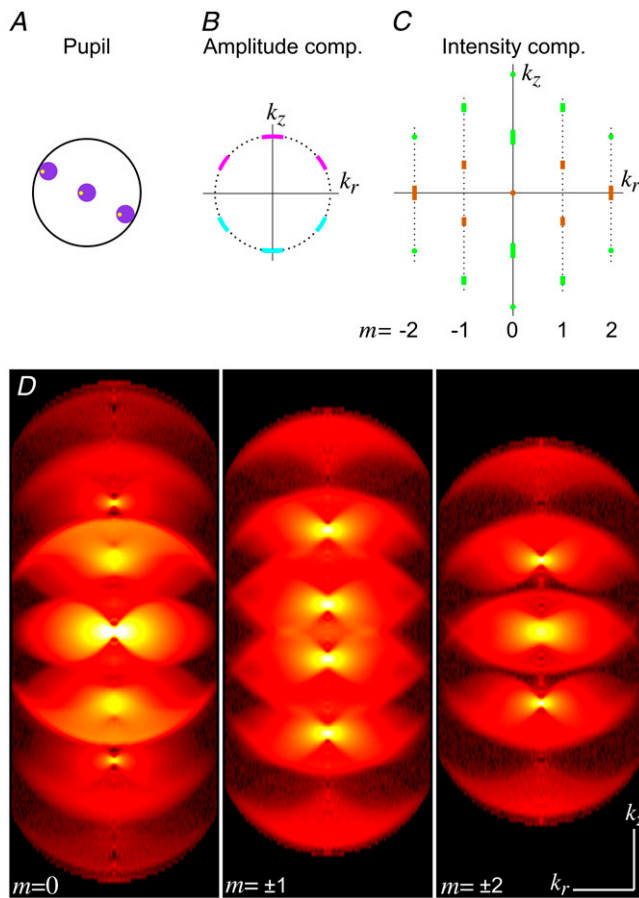 A
B
C
Pupil
Amplitude comp.
Intensity comp.
k_z
k_r
k_z
k_r
m= -2 -1 0 1 2
D
m=0
m= ±1
m= ±2
k_z
k_r